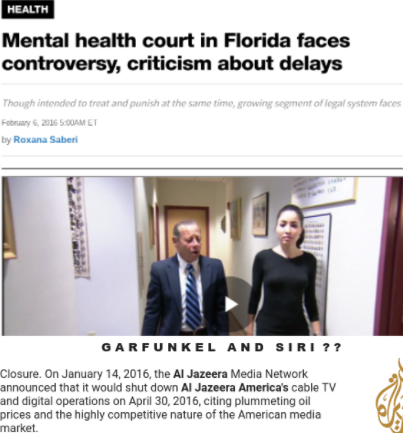 HEALTH
Mental health court in Florida faces
controversy, criticism about delays
Though intended to treat and punish at the same time, growing segment of legal system faces
February 6, 2016 5:00AM ET
by Roxana Saberi
GARFUNKEL AND SIRI ??
Closure. On January 14, 2016, the Al Jazeera Media Network
announced that it would shut down Al Jazeera America's cable TV
and digital operations on April 30, 2016, citing plummeting oil
prices and the highly competitive nature of the American media
market.